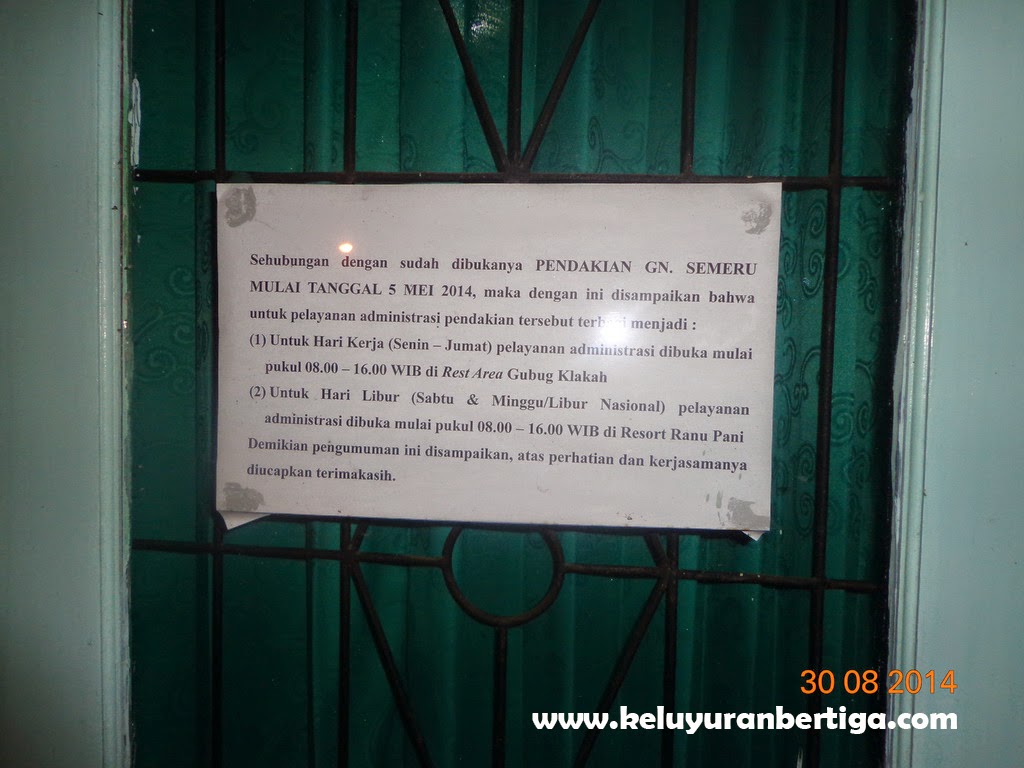 Sehubungan dengan sudah dibukanya PENDAKIAN GN. SEMERU
MULAI TANGGAL 5 MEI 2014, maka dengan ini disampaikan bahwa
untuk pelayanan administrasi pendakian tersebut menjadi :
(1) Untuk Hari Kerja (Senin – Jumat) pelayanan administrasi dibuka mulai
pukul 08.00 – 16.00 WIB di Rest Area Gubug Klakah
(2) Untuk Hari Libur (Sabtu & Minggu/Libur Nasional) pelayanan
administrasi dibuka mulai pukul 08.00 – 16.00 WIB di Resort Ranu Pani
Demikian pengumuman ini disampaikan, atas perhatian dan kerjasamanya
diucapkan terimakasih.
30 08 2014
www.keluyuranbertiga.com